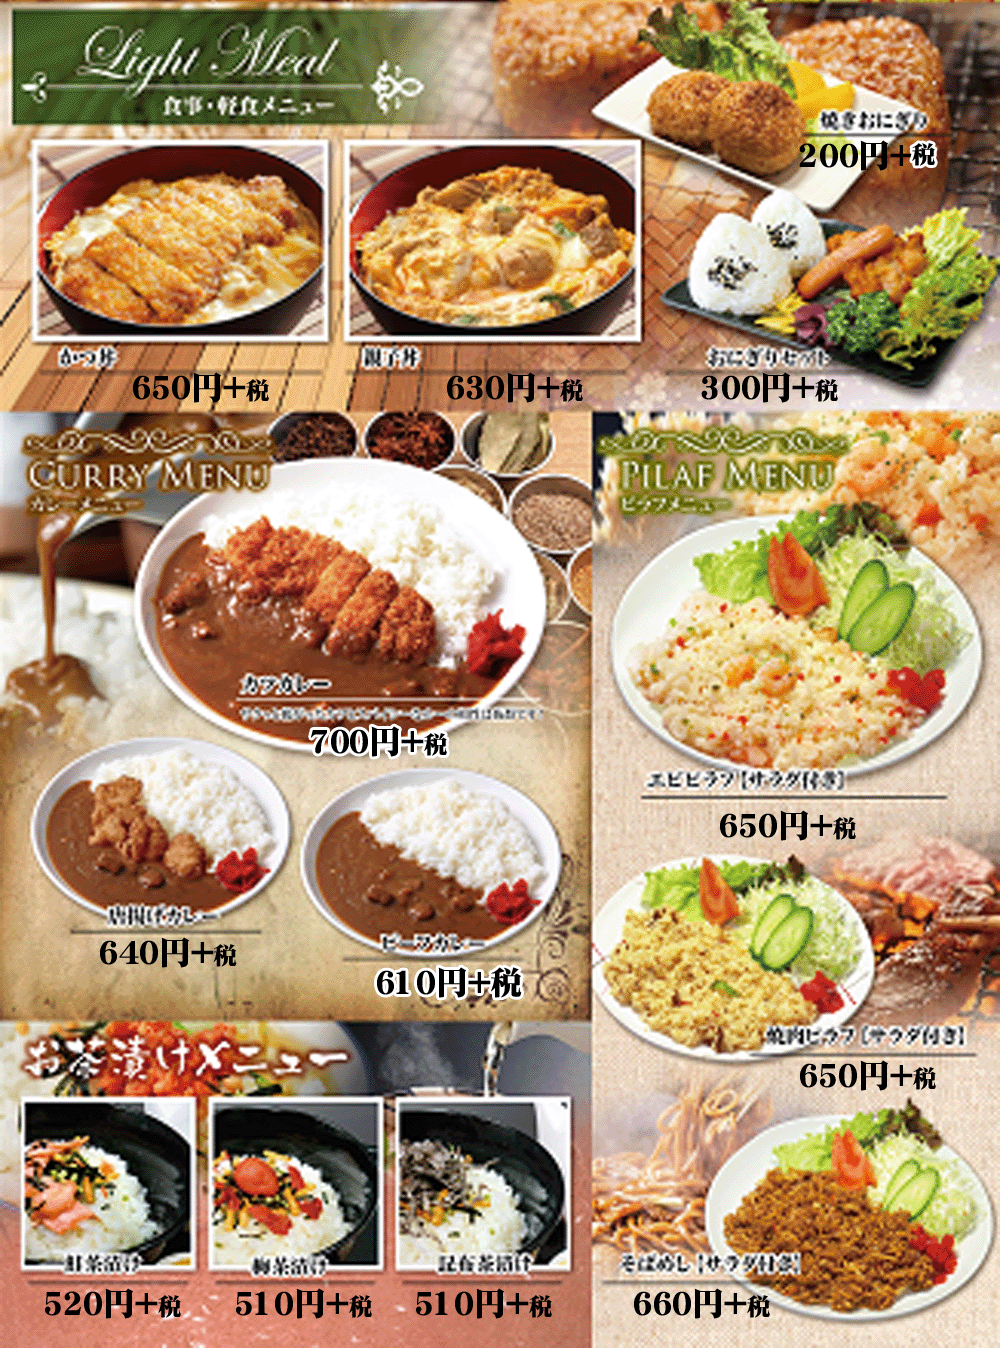 Light Meal
食事・軽食メニュー
焼きおにぎり
200円+税
かつ丼
650円+税
親子丼
630円+税
おにぎりセット
300円+税
CURRY MENU
カレーメニュー
カツカレー
700円+税
唐揚げカレー
640円+税
ビーフカレー
610円+税
PILAF MENU
ピラフメニュー
エビピラフ【サラダ付き】
650円+税
焼肉ピラフ【サラダ付き】
650円+税
そばめし【サラダ付き】
660円+税
お茶漬けメニュー
鮭茶漬け
520円+税
梅茶漬け
510円+税
昆布茶漬け
510円+税